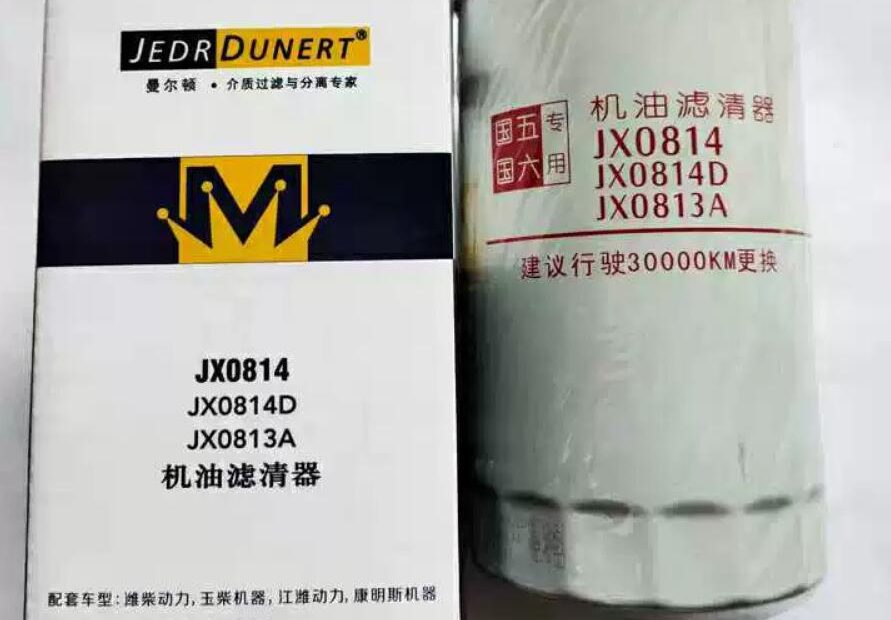 JEDRDUNERT®
曼尔顿 • 介质过滤与分离专家
M
JX0814
JX0814D
JX0813A
机油滤清器
配套车型:潍柴动力,玉柴机器,江潍动力,康明斯机器
国五专
国六用
机油滤清器
JX0814
JX0814D
JX0813A
建议行驶30000KM更换